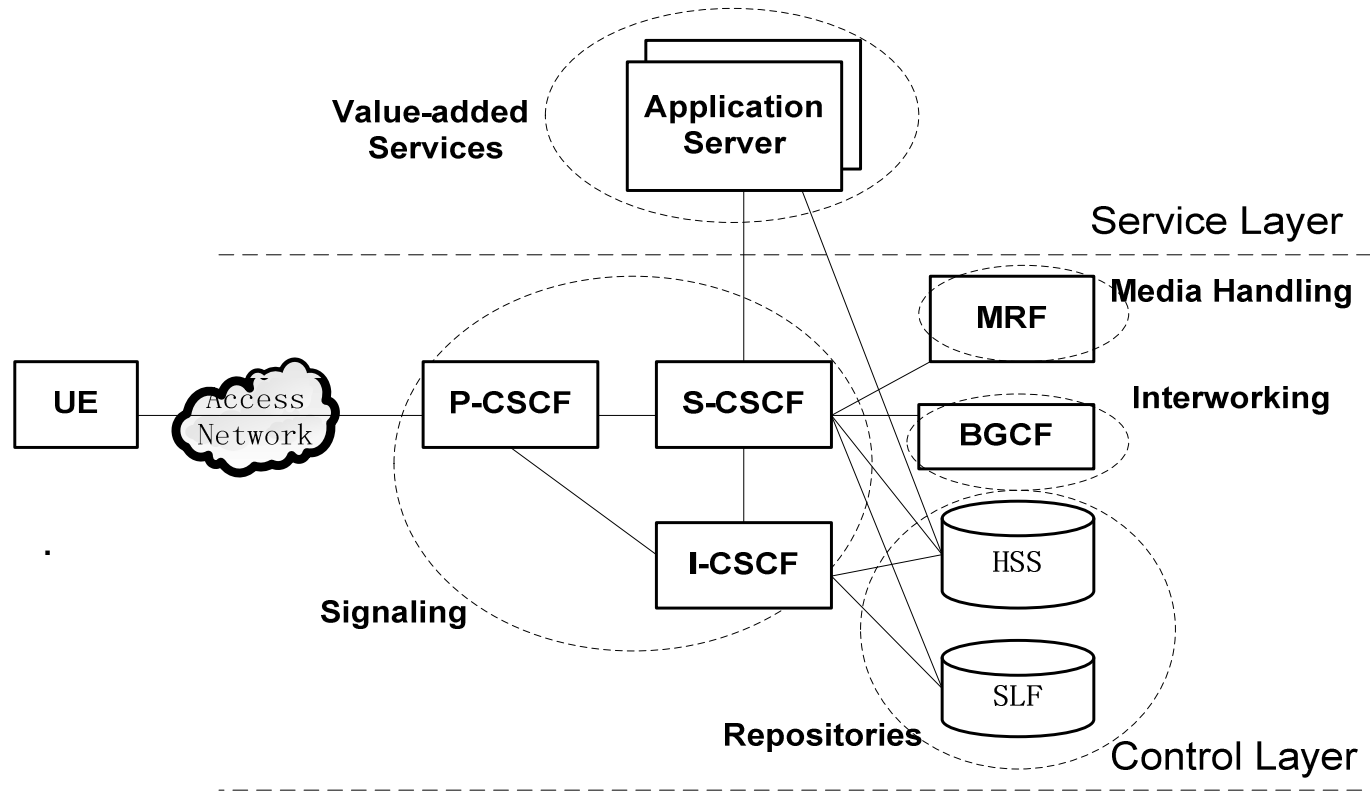 Value-added
Services
Application
Server
Service Layer
Media Handling
MRF
UE
Access
Network
P-CSCF
S-CSCF
Interworking
BGCF
I-CSCF
HSS
Signaling
SLF
Repositories
Control Layer